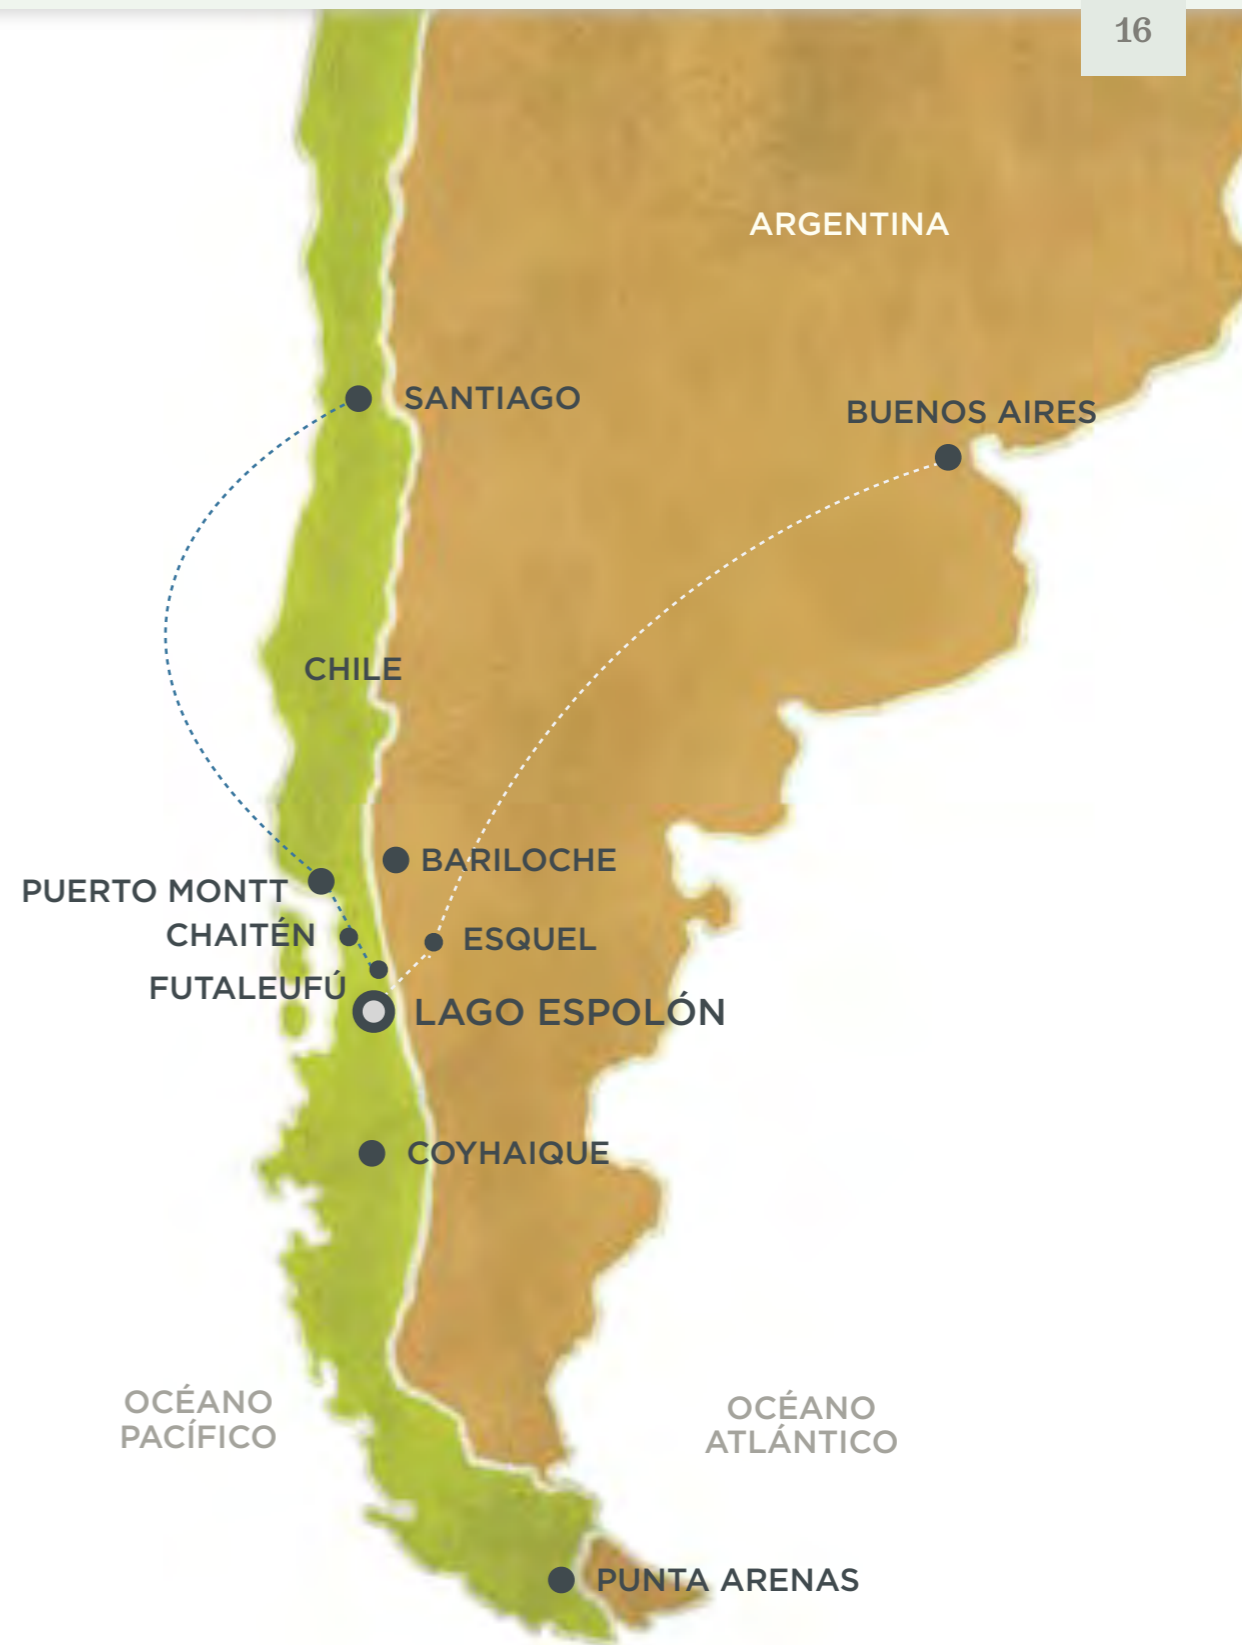 16
ARGENTINA
SANTIAGO
BUENOS AIRES
CHILE
BARILOCHE
PUERTO MONTT
CHAITÉN
ESQUEL
FUTALEUFÚ
LAGO ESPOLÓN
COYHAIQUE
OCÉANO
PACÍFICO
OCÉANO
ATLÁNTICO
PUNTA ARENAS